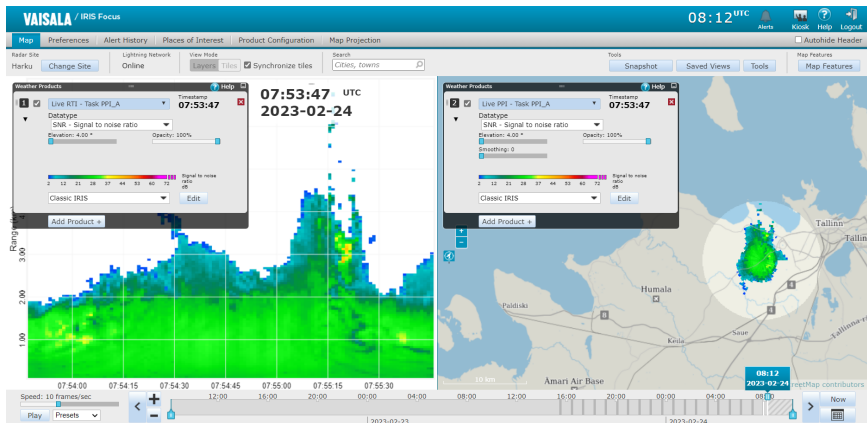 VAISALA / IRIS Focus
08:12 UTC
Alerts
Kiosk
Help
Logout
Map
Preferences
Alert History
Places of Interest
Product Configuration
Map Projection
Autohide Header
Radar Site
Harku
Change Site
Lightning Network
Online
View Mode
Layers
Tiles
Synchronize tiles
Search
Cities, towns
Tools
Snapshot
Saved Views
Tools
Map Features
Map Features
Weather Products
Help
1
Live RTI - Task PPI_A
Timestamp
07:53:47
Datatype
SNR - Signal to noise ratio
Elevation: 4.00 °
Opacity: 100%
2 12 21 29 37 44 53 60 72
Signal to noise
ratio
dB
Classic IRIS
Edit
Add Product +
07:53:47 UTC
2023-02-24
4
3.00
2.00
1.00
07:54:00
07:54:15
07:54:30
07:54:45
07:55:00
07:55:15
07:55:30
Weather Products
Help
2
Live PPI - Task PPI_A
Timestamp
07:53:47
Datatype
SNR - Signal to noise ratio
Elevation: 4.00 °
Opacity: 100%
Smoothing: 0
2 12 21 29 37 44 53 60 72
Signal to noise
ratio
dB
Classic IRIS
Edit
Add Product +
+
−
Tallinn
Tallin
Humala
Paldiski
8
4
4
Saue
Keila
Ämari Air Base
10 km
08:12
2023-02-24
reetMap contributors
Speed: 10 frames/sec
Play
Presets
<
+
−
12:00
16:00
20:00
00:00
04:00
08:00
12:00
16:00
20:00
00:00
04:00
2023-02-23
2023-02-24
>
Now